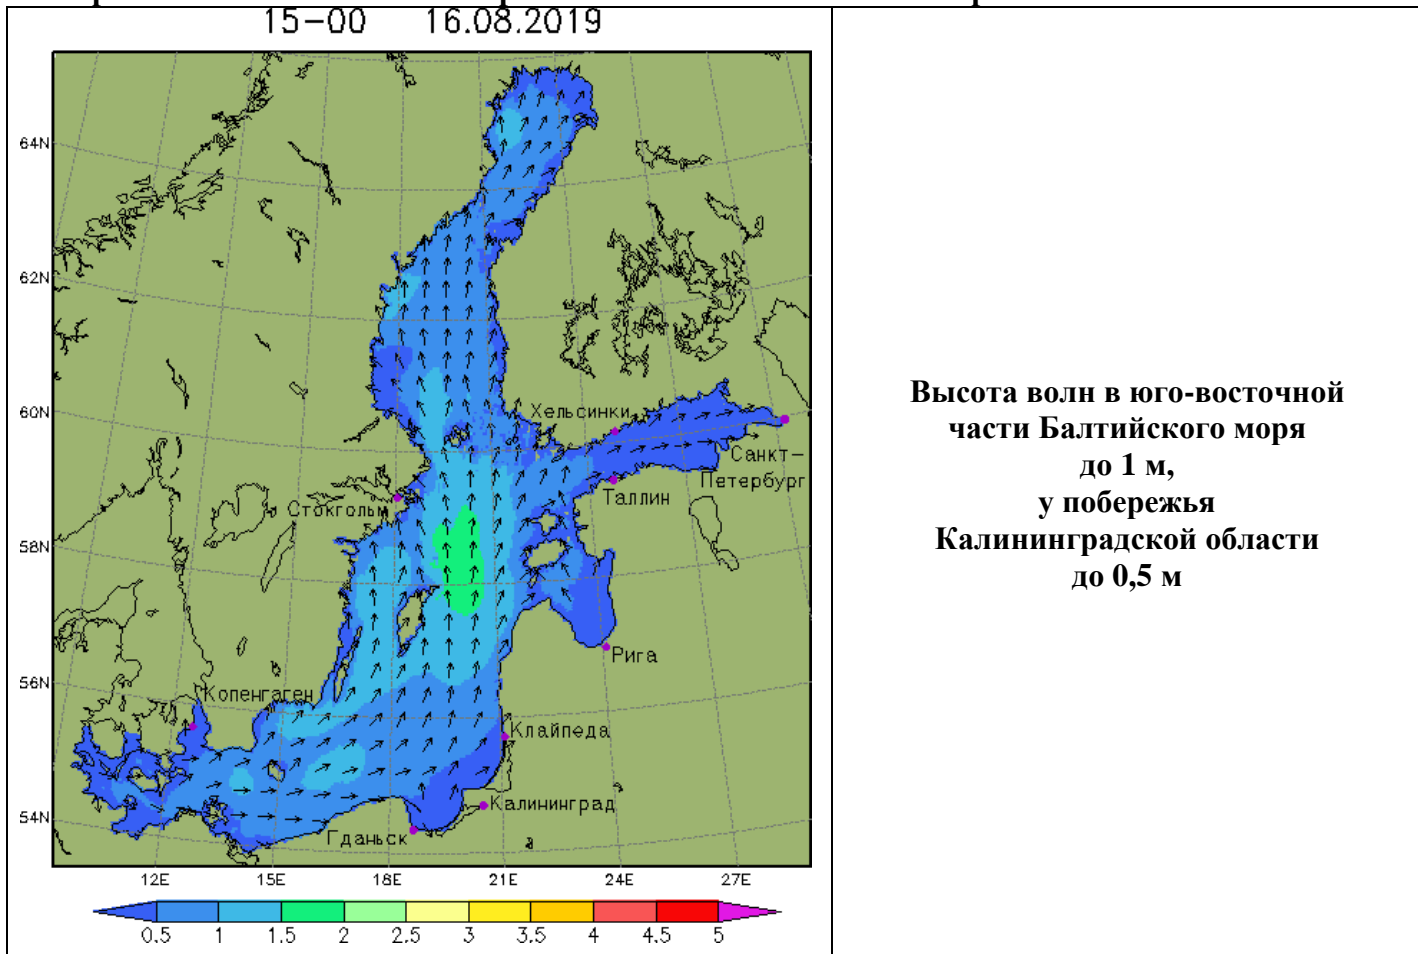 15-00 16.08.2019
64N
62N
60N
58N
56N
54N
Хельсинки
Санкт-
Петербург
Таллин
Стокгольм
Рига
Копенгаген
Клайпеда
Калининград
Гданьск
12E 15E 18E 21E 24E 27E
0.5 1 1.5 2 2.5 3 3.5 4 4.5 5
Высота волн в юго-восточной
части Балтийского моря
до 1 м,
у побережья
Калининградской области
до 0,5 м